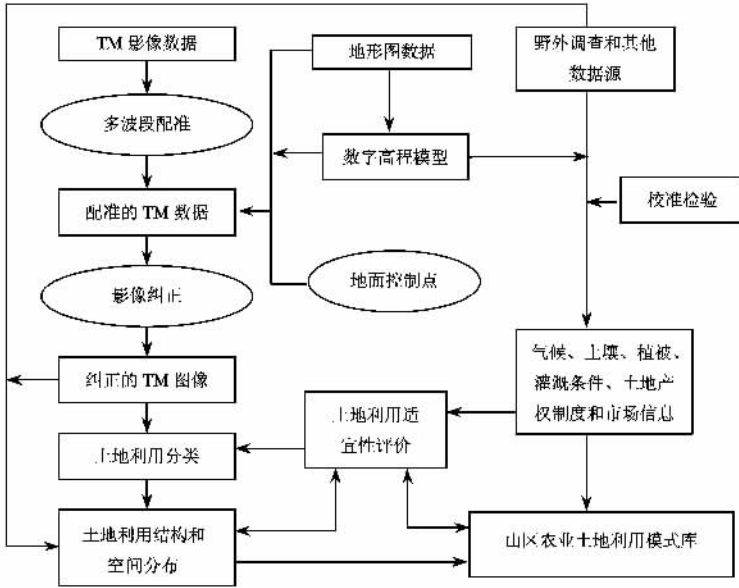 TM 影像数据
地形图数据
野外调查和其他
数据源
多波段配准
数字高程模型
配准的 TM 数据
校准检验
地面控制点
影像纠正
气候、土壤、植被、
灌溉条件、土地产
权制度和市场信息
纠正的 TM 图像
土地利用适
宜性评价
土地利用分类
土地利用结构和
空间分布
山区农业土地利用模式库